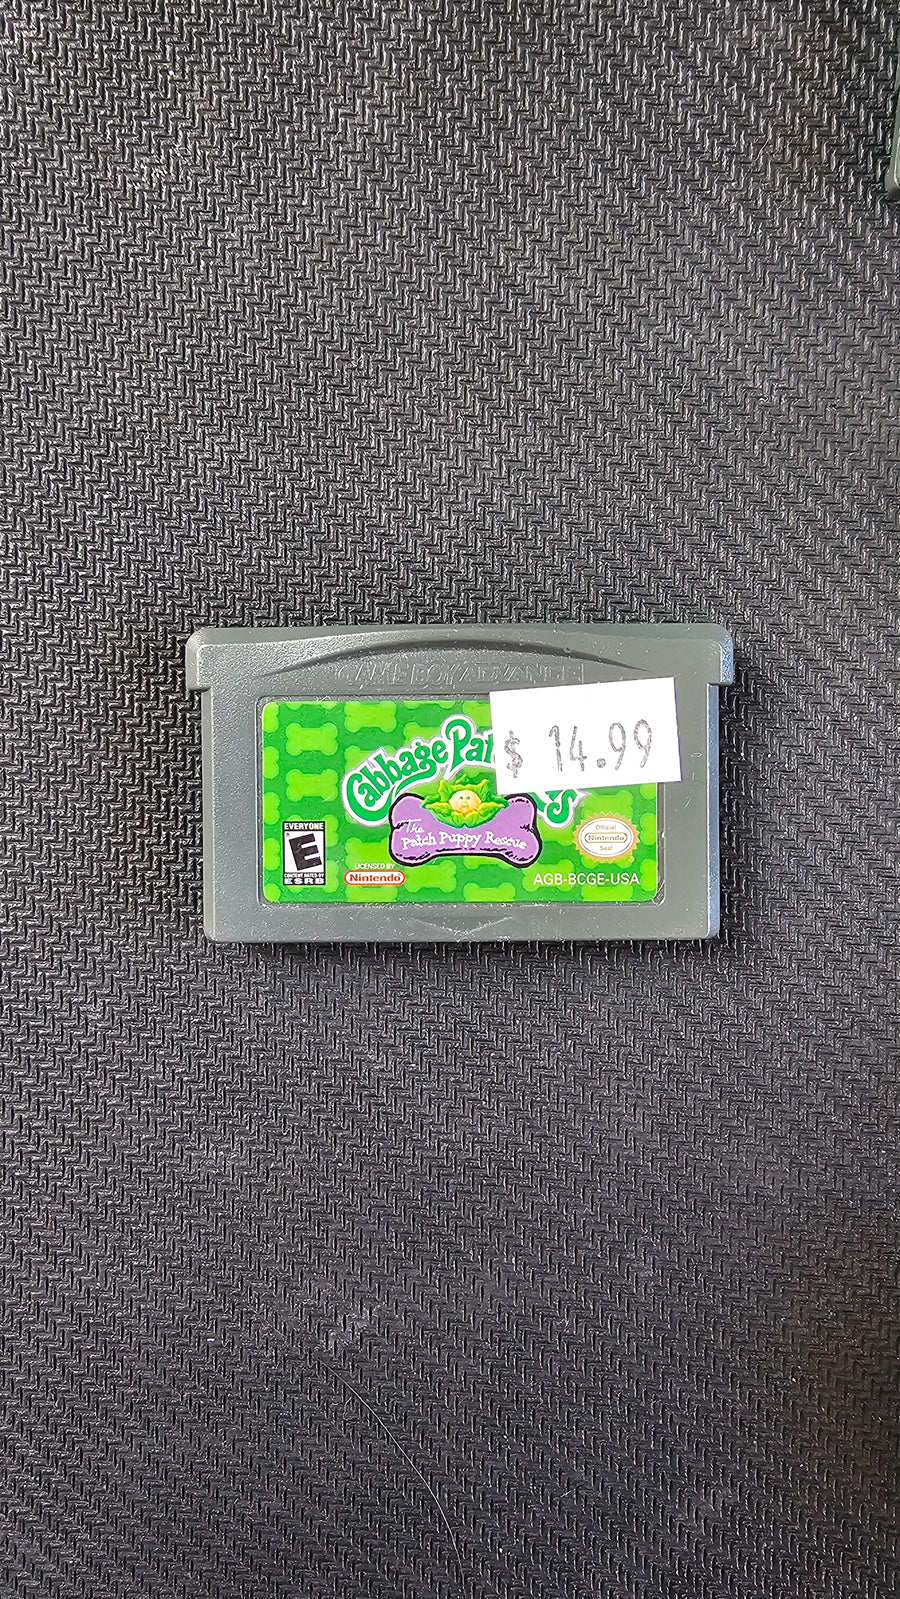 GAME BOY ADVANCE
$ 14.99
Cabbage Pat
The
Patch Puppy Rescue
EVERYONE
E
CONTENT RATED BY
ESRB
LICENSED BY
Nintendo
Official
Nintendo
Seal
AGB-BCGE-USA